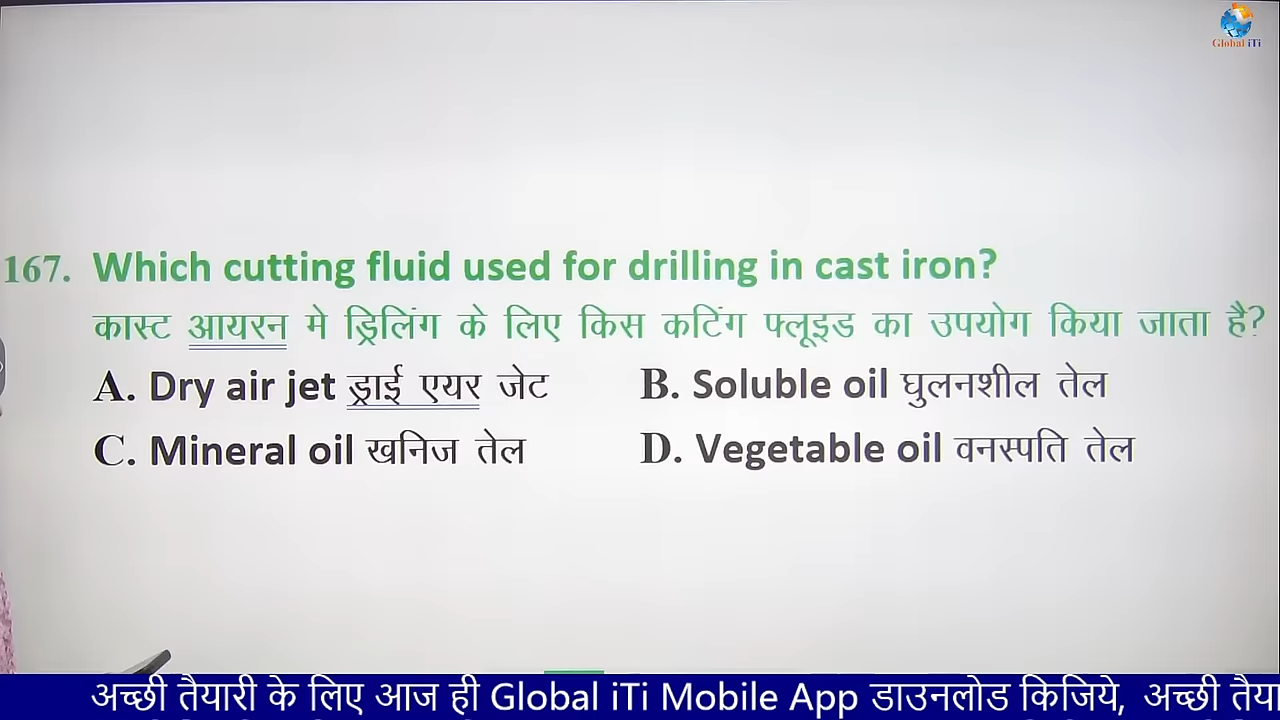 Global iTi
167. Which cutting fluid used for drilling in cast iron?
कास्ट आयरन मे ड्रिलिंग के लिए किस कटिंग फ्लूइड का उपयोग किया जाता है?
A. Dry air jet ड्राई एयर जेट B. Soluble oil घुलनशील तेल
C. Mineral oil खनिज तेल D. Vegetable oil वनस्पति तेल
अच्छी तैयारी के लिए आज ही Global iTi Mobile App डाउनलोड किजिये, अच्छी तैया